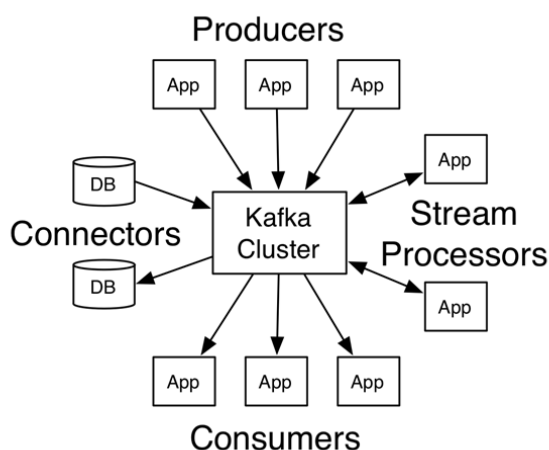 Producers
App
App
App
DB
App
Kafka
Cluster
Connectors
Stream
Processors
DB
App
App
App
App
Consumers